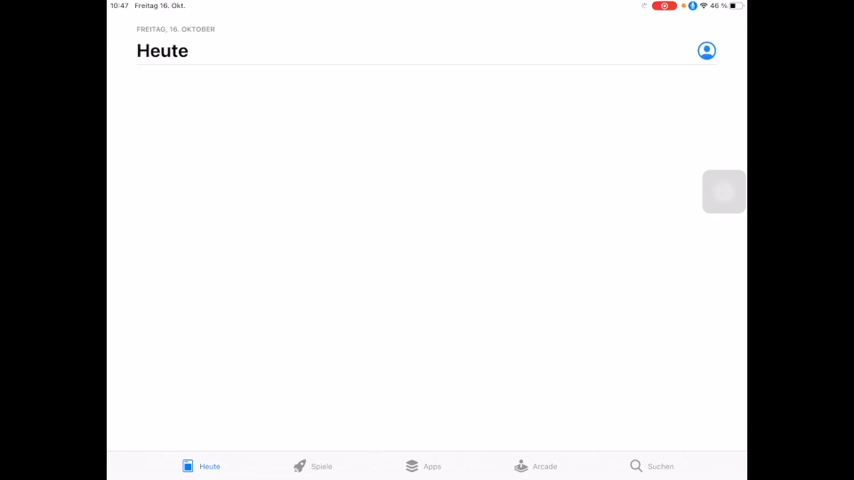 10:47 Freitag 16. Okt. 46 %
FREITAG, 16. OKTOBER
Heute
Heute Spiele Apps Arcade Suchen